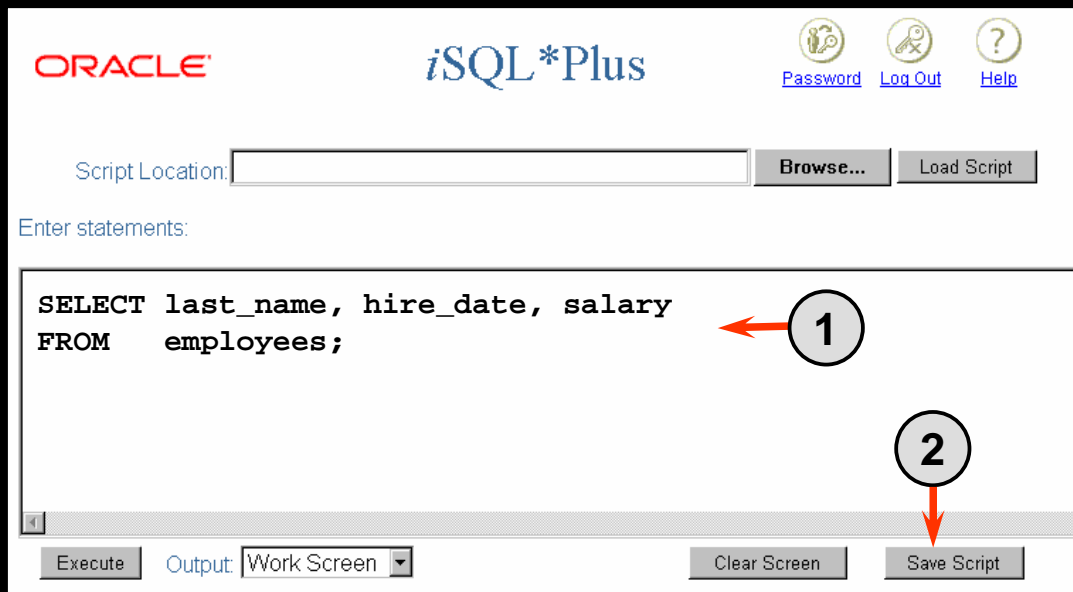 ORACLE
iSQL*Plus
Password Log Out Help
Script Location: Browse... Load Script
Enter statements:
SELECT last_name, hire_date, salary
FROM employees;
1
2
Execute Output: Work Screen Clear Screen Save Script